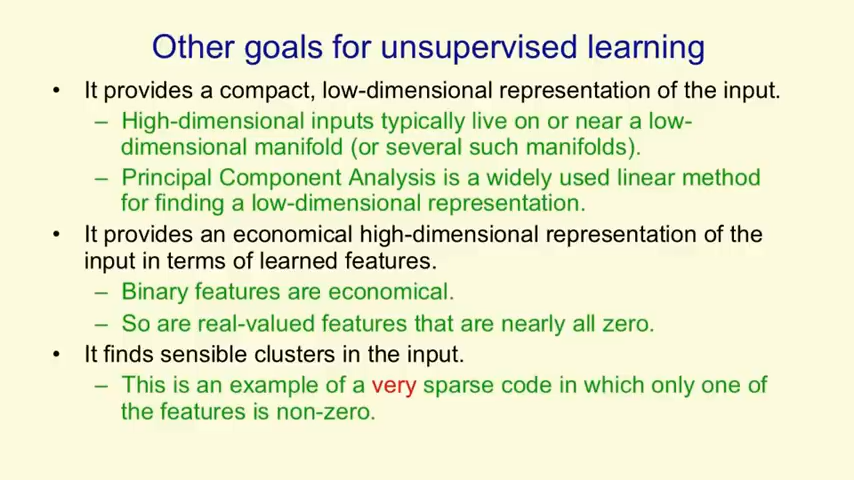 Other goals for unsupervised learning
• It provides a compact, low-dimensional representation of the input.
– High-dimensional inputs typically live on or near a low-
dimensional manifold (or several such manifolds).
– Principal Component Analysis is a widely used linear method
for finding a low-dimensional representation.
• It provides an economical high-dimensional representation of the
input in terms of learned features.
– Binary features are economical.
– So are real-valued features that are nearly all zero.
• It finds sensible clusters in the input.
– This is an example of a very sparse code in which only one of
the features is non-zero.